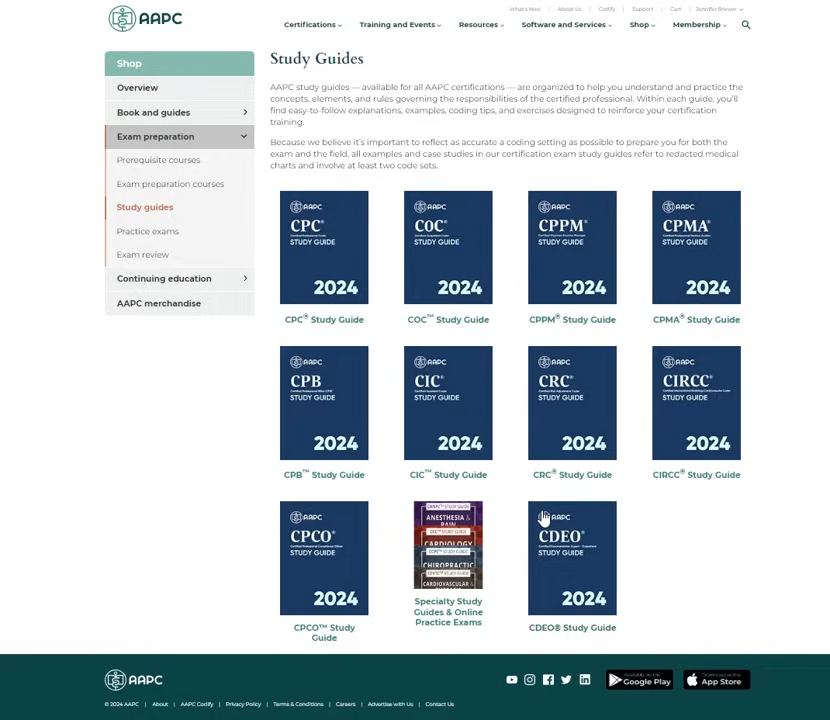 AAPC
What's New | About Us | Codify | Support | Cart | Jennifer Brewer
Certifications Training and Events Resources Software and Services Shop Membership
Shop
Overview
Book and guides
Exam preparation
Prerequisite courses
Exam preparation courses
Study guides
Practice exams
Exam review
Continuing education
AAPC merchandise
Study Guides
AAPC study guides — available for all AAPC certifications — are organized to help you understand and practice the
concepts, elements, and rules governing the responsibilities of the certified professional. Within each guide, you'll
find easy-to-follow explanations, examples, coding tips, and exercises designed to reinforce your certification
training.
Because we believe it's important to reflect as accurate a coding setting as possible to prepare you for both the
exam and the field, all examples and case studies in our certification exam study guides refer to redacted medical
charts and involve at least two code sets.
AAPC
CPC®
STUDY GUIDE
2024
CPC® Study Guide
AAPC
COC™
STUDY GUIDE
2024
COC™ Study Guide
AAPC
CPPM®
STUDY GUIDE
2024
CPPM® Study Guide
AAPC
CPMA®
STUDY GUIDE
2024
CPMA® Study Guide
AAPC
CPB
STUDY GUIDE
2024
CPB™ Study Guide
AAPC
CIC®
STUDY GUIDE
2024
CIC™ Study Guide
AAPC
CRC®
STUDY GUIDE
2024
CRC® Study Guide
AAPC
CIRCC®
STUDY GUIDE
2024
CIRCC® Study Guide
AAPC
CPCO®
STUDY GUIDE
2024
CPCO™ Study
Guide
ANESTHESIA &
PAIN
CARDIOLOGY
CHIROPRACTIC
CARDIOVASCULAR &
Specialty Study
Guides & Online
Practice Exams
AAPC
CDEO®
STUDY GUIDE
2024
CDEO® Study Guide
AAPC
Google Play
App Store
© 2024 AAPC | About | AAPC Codify | Privacy Policy | Terms & Conditions | Careers | Advertise with Us | Contact Us